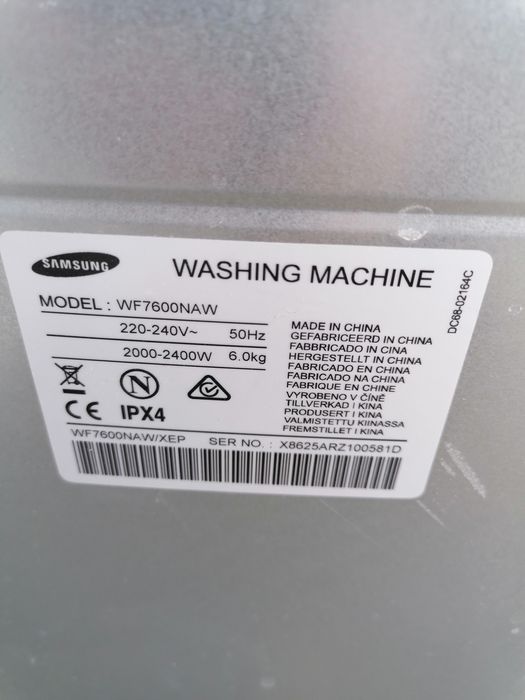 SAMSUNG
WASHING MACHINE
DC68-02164C
MODEL : WF7600NAW
220-240V~ 50Hz
2000-2400W 6.0kg
MADE IN CHINA
GEFABRICEERD IN CHINA
FABBRICADO IN CINA
HERGESTELLT IN CHINA
FABRICADO EN CHINA
FABRICADO NA CHINA
FABRIQUE EN CHINE
VYROBENO V ČÍNĚ
TILLVERKAD I KINA
PRODUSERT I KINA
VALMISTETTU KIINASSA
FREMSTILLET I KINA
N
CE IPX4
WF7600NAW/XEP SER NO. : X8625ARZ100581D